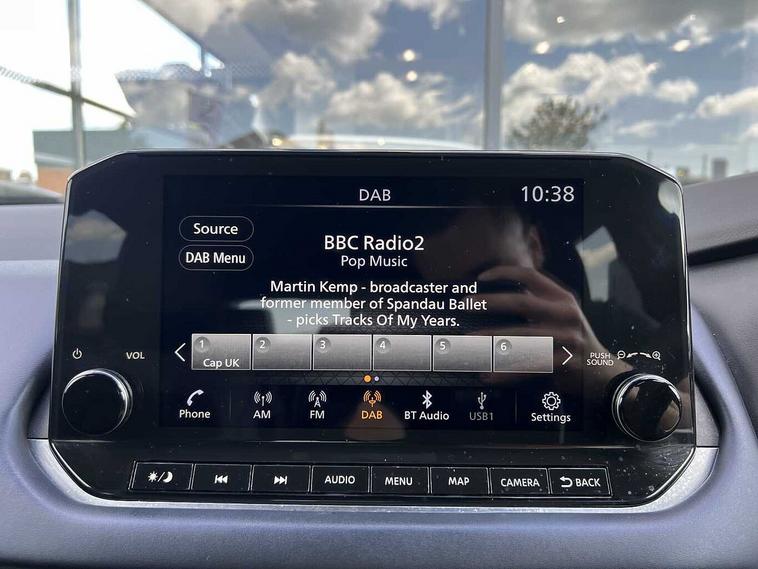 DAB
10:38
Source
DAB Menu
BBC Radio2
Pop Music
Martin Kemp - broadcaster and
former member of Spandau Ballet
- picks Tracks Of My Years.
1 2 3 4 5 6
Cap UK
VOL
PUSH
SOUND
Phone AM FM DAB BT Audio USB1 Settings
AUDIO MENU MAP CAMERA BACK